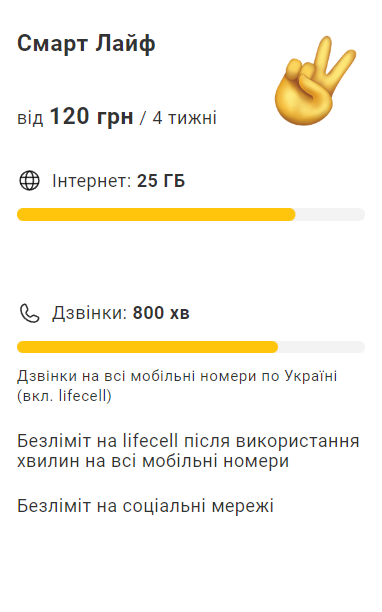 Смарт Лайф
від 120 грн / 4 тижні
Інтернет: 25 ГБ
Дзвінки: 800 хв
Дзвінки на всі мобільні номери по Україні
(вкл. lifecell)
Безліміт на lifecell після використання
хвилин на всі мобільні номери
Безліміт на соціальні мережі